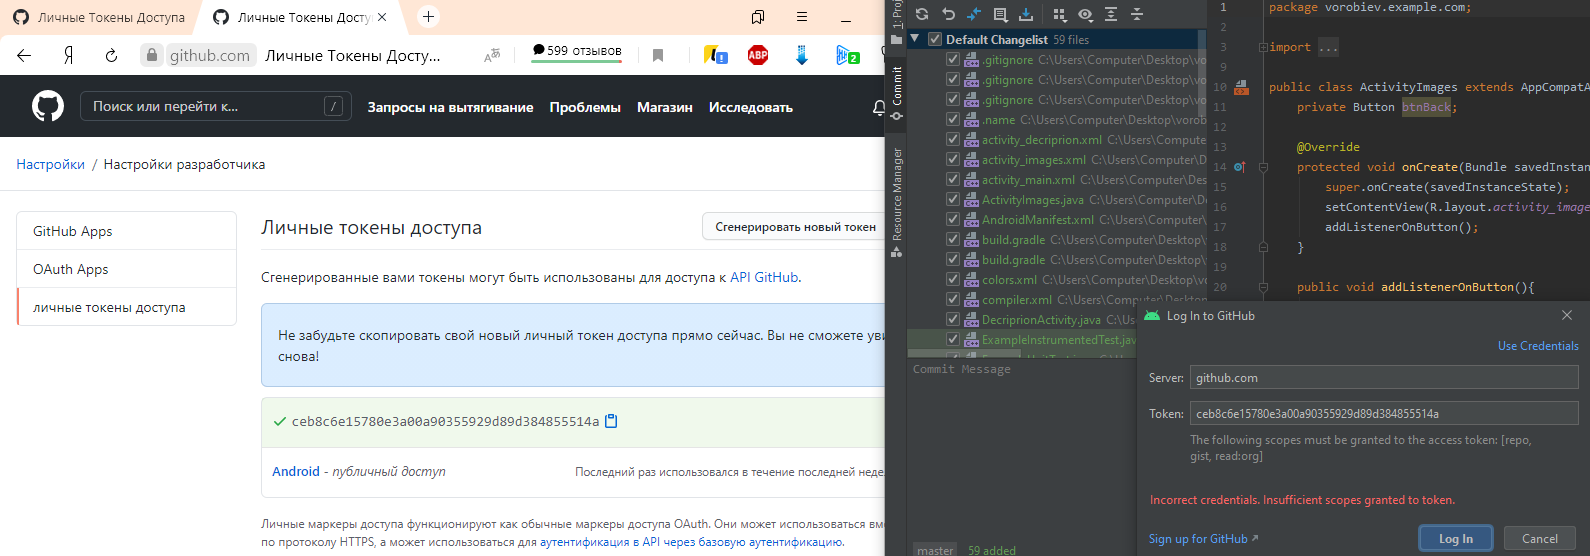 Личные Токены Доступа
Личные Токены Досту
github.com
Личные Токены Досту...
599 отзывов
ABP
2
Поиск или перейти к...
/
Запросы на вытягивание
Проблемы
Магазин
Исследовать
Настройки / Настройки разработчика
GitHub Apps
OAuth Apps
личные токены доступа
Личные токены доступа
Сгенерировать новый токен
Сгенерированные вами токены могут быть использованы для доступа к API GitHub.
Не забудьте скопировать свой новый личный токен доступа прямо сейчас. Вы не сможете уви
снова!
ceb8c6e15780e3a00a90355929d89d384855514a
Android - публичный доступ
Последний раз использовался в течение последней неде
Личные маркеры доступа функционируют как обычные маркеры доступа OAuth. Они может использоваться вме
по протоколу HTTPS, а может использоваться для аутентификации в API через базовую аутентификацию.
1: Proj
Commit
Resource Manager
Default Changelist 59 files
.gitignore C:\Users\Computer\Desktop\vor
.gitignore C:\Users\Computer\Desktop\vor
.gitignore C:\Users\Computer\Desktop\vor
.name C:\Users\Computer\Desktop\vorob
activity_decriprion.xml C:\Users\Compute
activity_images.xml C:\Users\Computer\D
activity_main.xml C:\Users\Computer\Des
ActivityImages.java C:\Users\Computer\D
AndroidManifest.xml C:\Users\Computer
build.gradle C:\Users\Computer\Desktop
build.gradle C:\Users\Computer\Desktop
colors.xml C:\Users\Computer\Desktop\v
compiler.xml C:\Users\Computer\Deskto
DecriprionActivity.java C:\Users
ExampleInstrumentedTest.jav
Commit Message
master 59 added
1 package vorobiev.example.com;
2
3 import ...
9
10 public class ActivityImages extends AppCompatA
11 private Button btnBack;
12
13 @Override
14 protected void onCreate(Bundle savedInstan
15 super.onCreate(savedInstanceState);
16 setContentView(R.layout.activity_image
17 addListenerOnButton();
18 }
19
20 public void addListenerOnButton(){
Log In to GitHub
Use Credentials
Server: github.com
Token: ceb8c6e15780e3a00a90355929d89d384855514a
The following scopes must be granted to the access token: [repo,
gist, read:org]
Incorrect credentials. Insufficient scopes granted to token.
Sign up for GitHub
Log In
Cancel